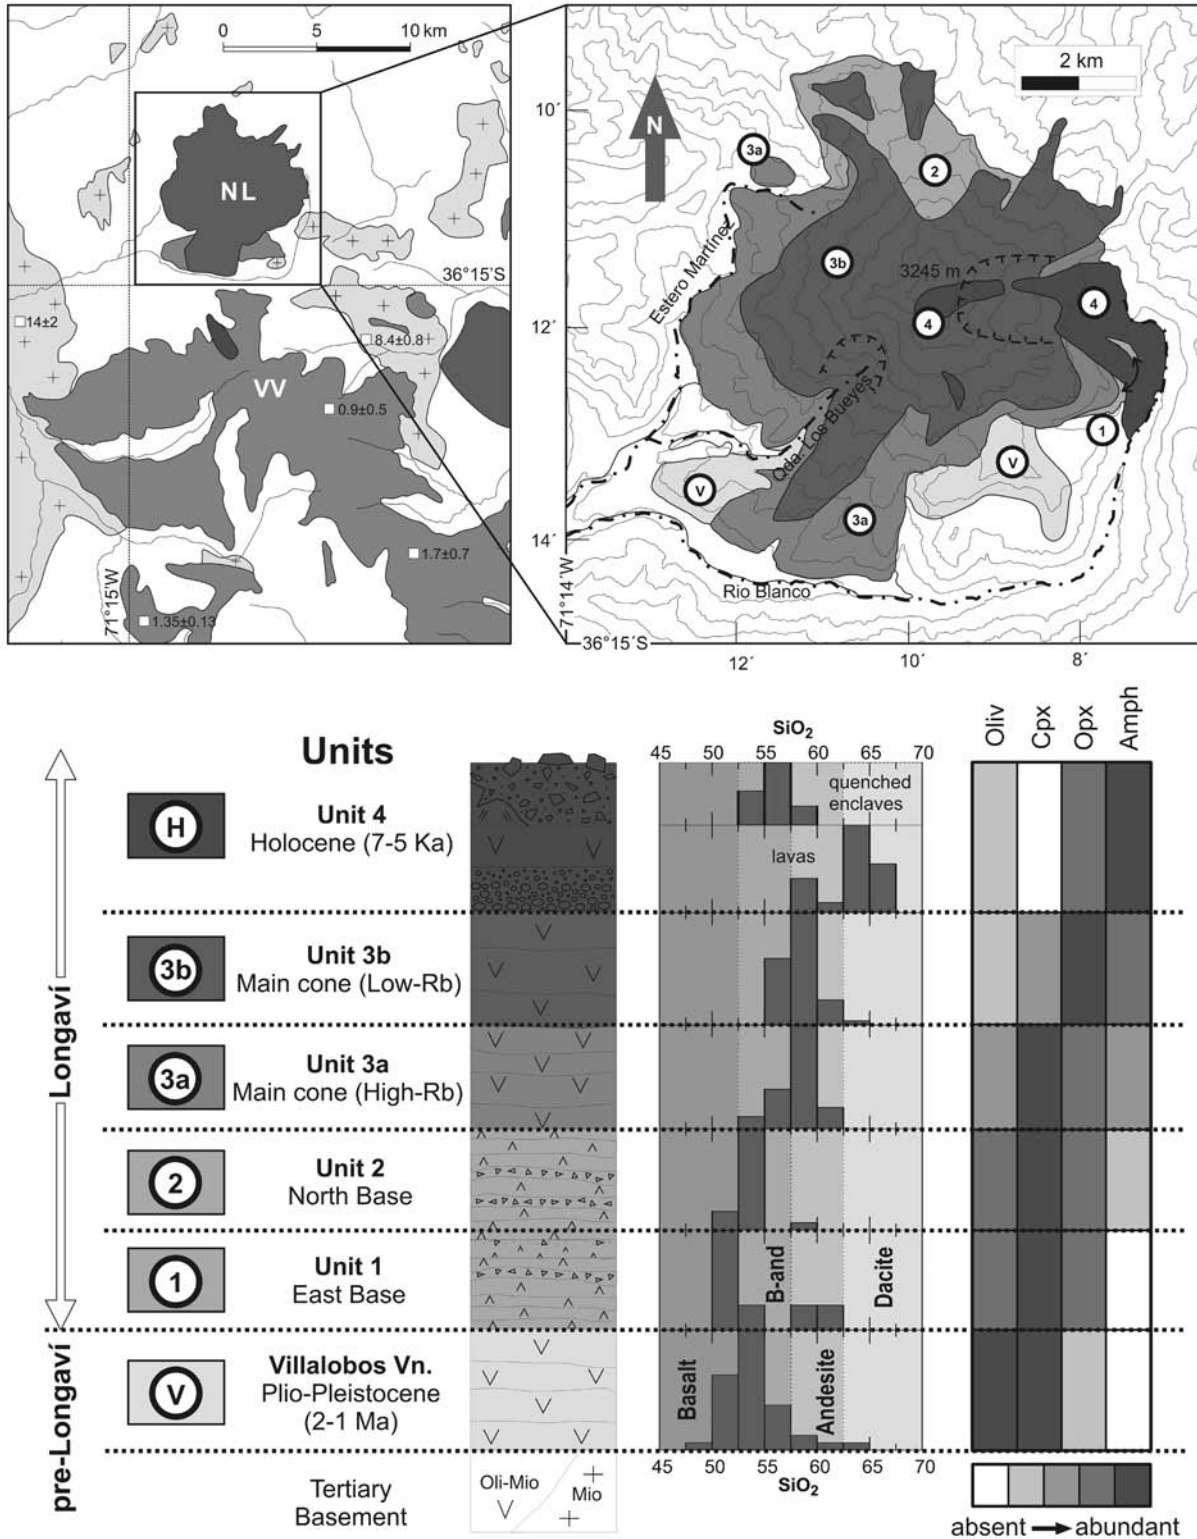 0 5 10 km
NL
36°15'S
14±2
8.4±0.8
VV
0.9±0.5
1.7±0.7
71°15'W
1.35±0.13
2 km
10´
N
3a
2
Estero Martínez
3b
3245 m
4
4
12´
Qda. Los Bueyes
1
V
V
3a
14´
71°14´W
Rio Blanco
36°15´S
12´ 10´ 8´
Units
SiO2
45 50 55 60 65 70
Oliv Cpx Opx Amph
quenched
enclaves
lavas
H
Unit 4
Holocene (7-5 Ka)
3b
Unit 3b
Main cone (Low-Rb)
Longaví
3a
Unit 3a
Main cone (High-Rb)
2
Unit 2
North Base
1
Unit 1
East Base
B-and
Dacite
pre-Longaví
V
Villalobos Vn.
Plio-Pleistocene
(2-1 Ma)
Basalt
Andesite
45 50 55 60 65 70
SiO2
Tertiary
Basement
Oli-Mio
Mio
absent abundant